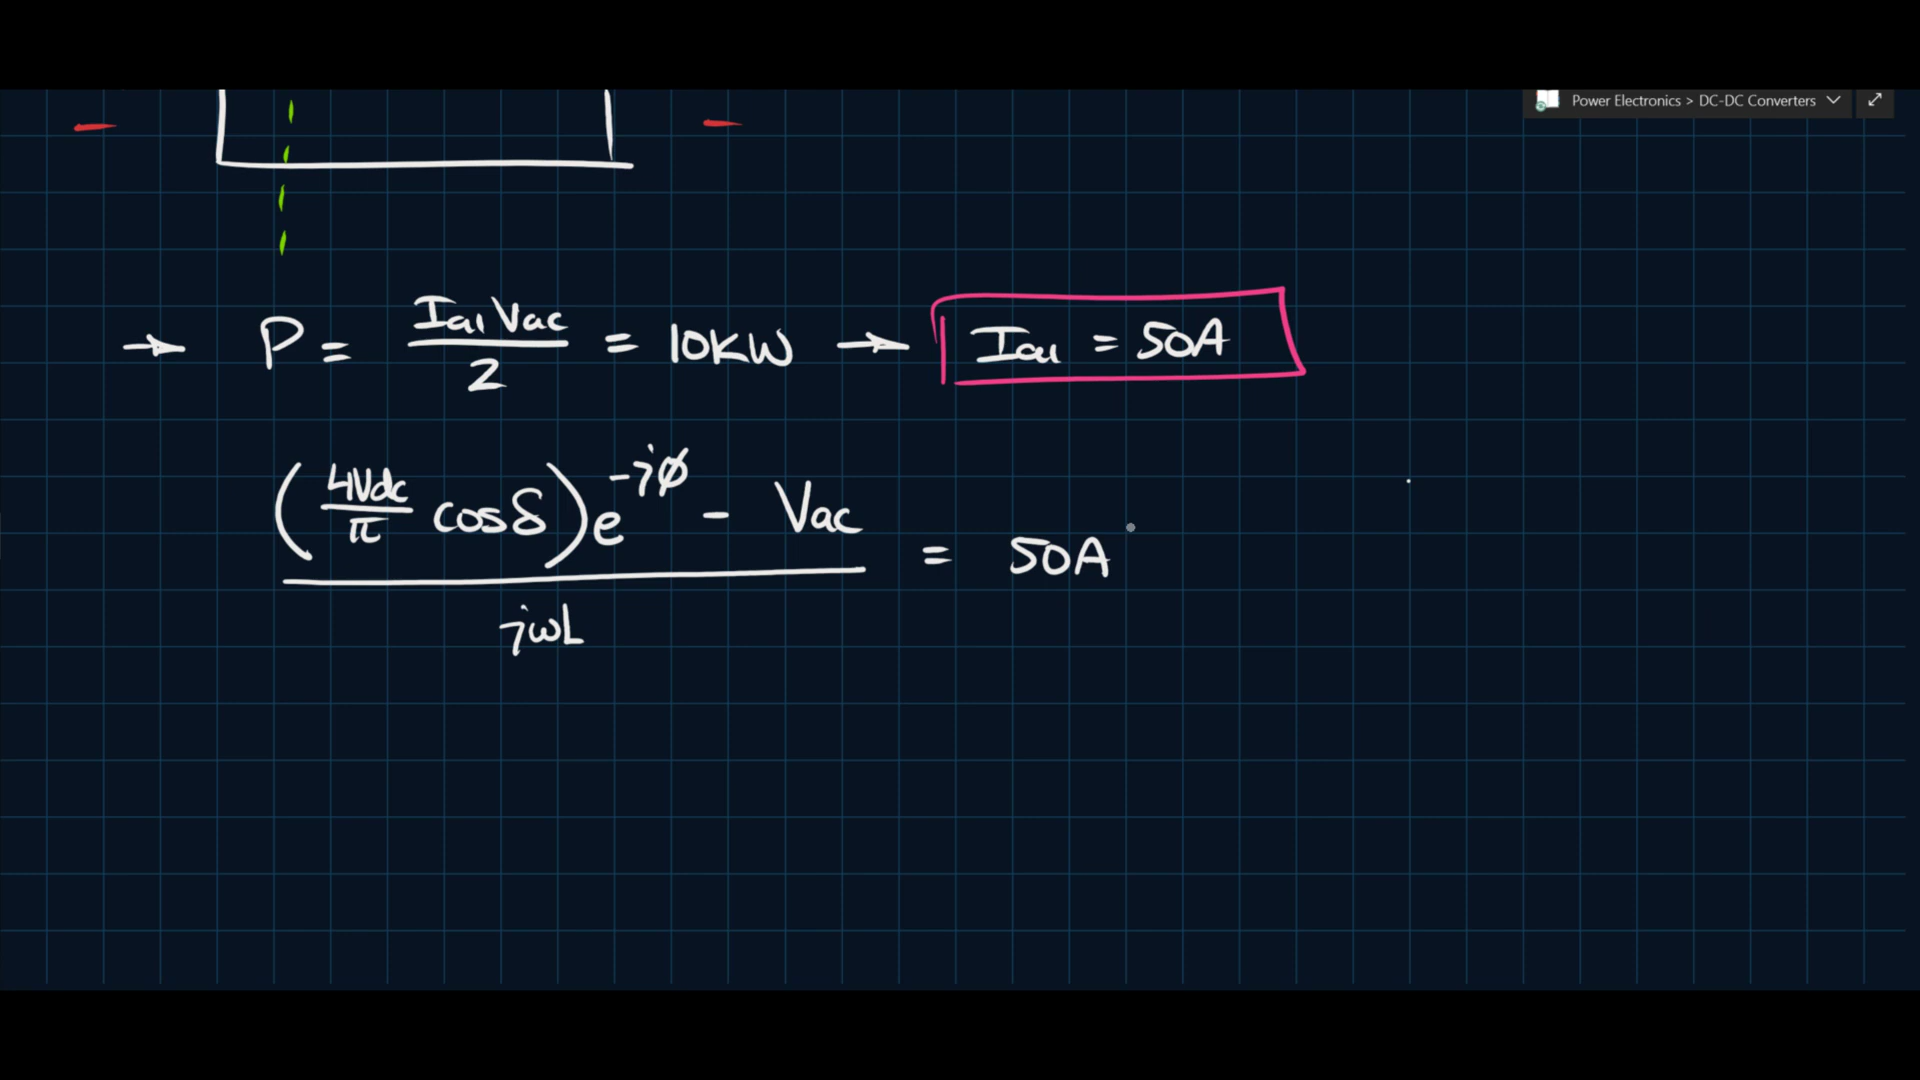 Power Electronics > DC-DC Converters
→ P = Ia1 Vac / 2 = 10KW → Ia1 = 50A
(4Vdc/π cosδ) e^-jφ - Vac / jωL = 50A